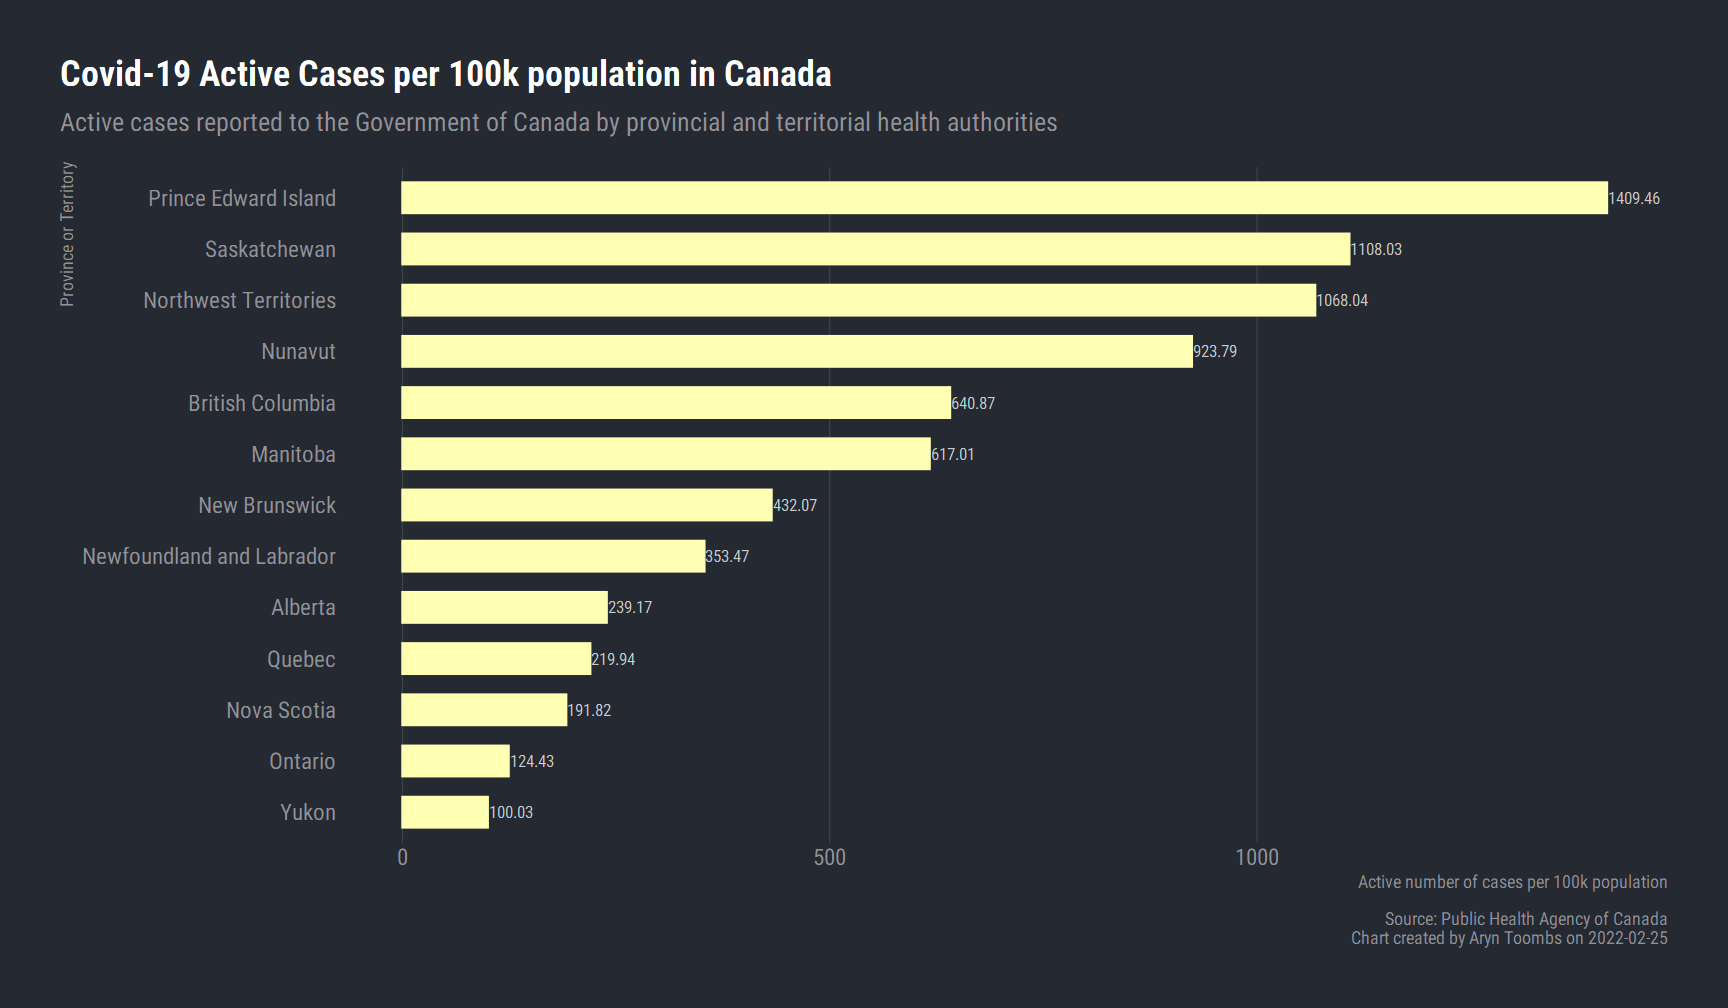 Covid-19 Active Cases per 100k population in Canada
Active cases reported to the Government of Canada by provincial and territorial health authorities
Province or Territory
Prince Edward Island 1409.46
Saskatchewan 1108.03
Northwest Territories 1068.04
Nunavut 923.79
British Columbia 640.87
Manitoba 617.01
New Brunswick 432.07
Newfoundland and Labrador 353.47
Alberta 239.17
Quebec 219.94
Nova Scotia 191.82
Ontario 124.43
Yukon 100.03
0 500 1000
Active number of cases per 100k population
Source: Public Health Agency of Canada
Chart created by Aryn Toombs on 2022-02-25